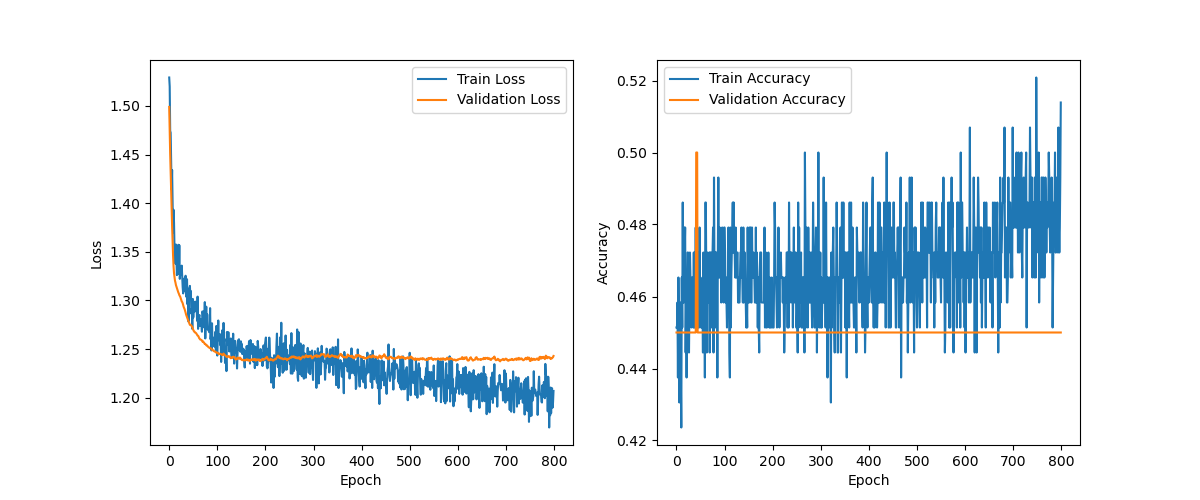 Train Loss
Validation Loss
1.50
1.45
1.40
1.35
1.30
1.25
1.20
Loss
0 100 200 300 400 500 600 700 800
Epoch
Train Accuracy
Validation Accuracy
0.52
0.50
0.48
0.46
0.44
0.42
Accuracy
0 100 200 300 400 500 600 700 800
Epoch